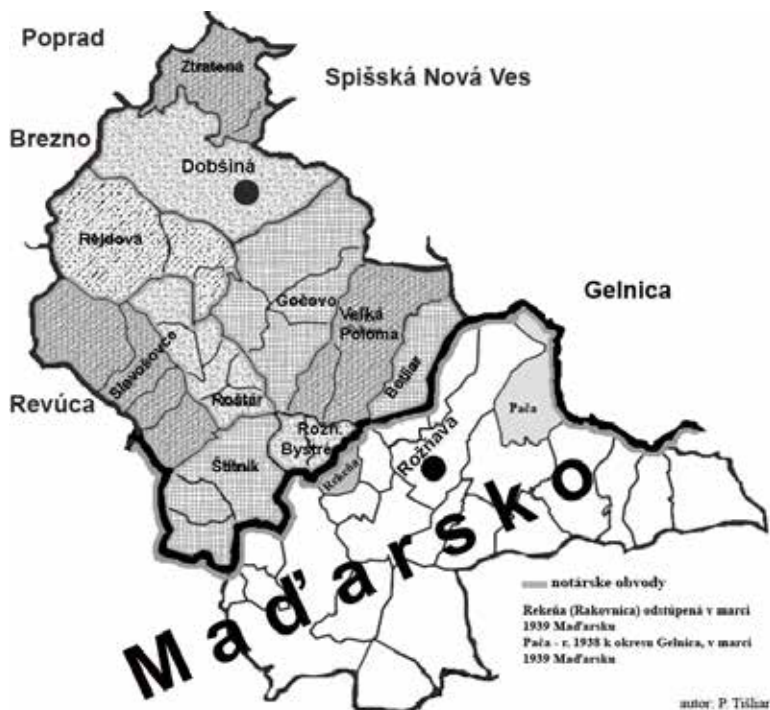 Poprad
Ztratená
Spišská Nová Ves
Brezno
Dobšiná
Rejdová
Gočovo
Veľká
Poloma
Gelnica
Slavošovce
Betliar
Revúca
Roštár
Rožn.
Bystré
Pača
Rožňava
Štítnik
Rekeňa
Maďarsko
notárske obvody
Rekeňa (Rakovnica) odstúpená v marci
1939 Maďarsku
Pača - r. 1938 k okresu Gelnica, v marci
1939 Maďarsku
autor: P. Tišliar